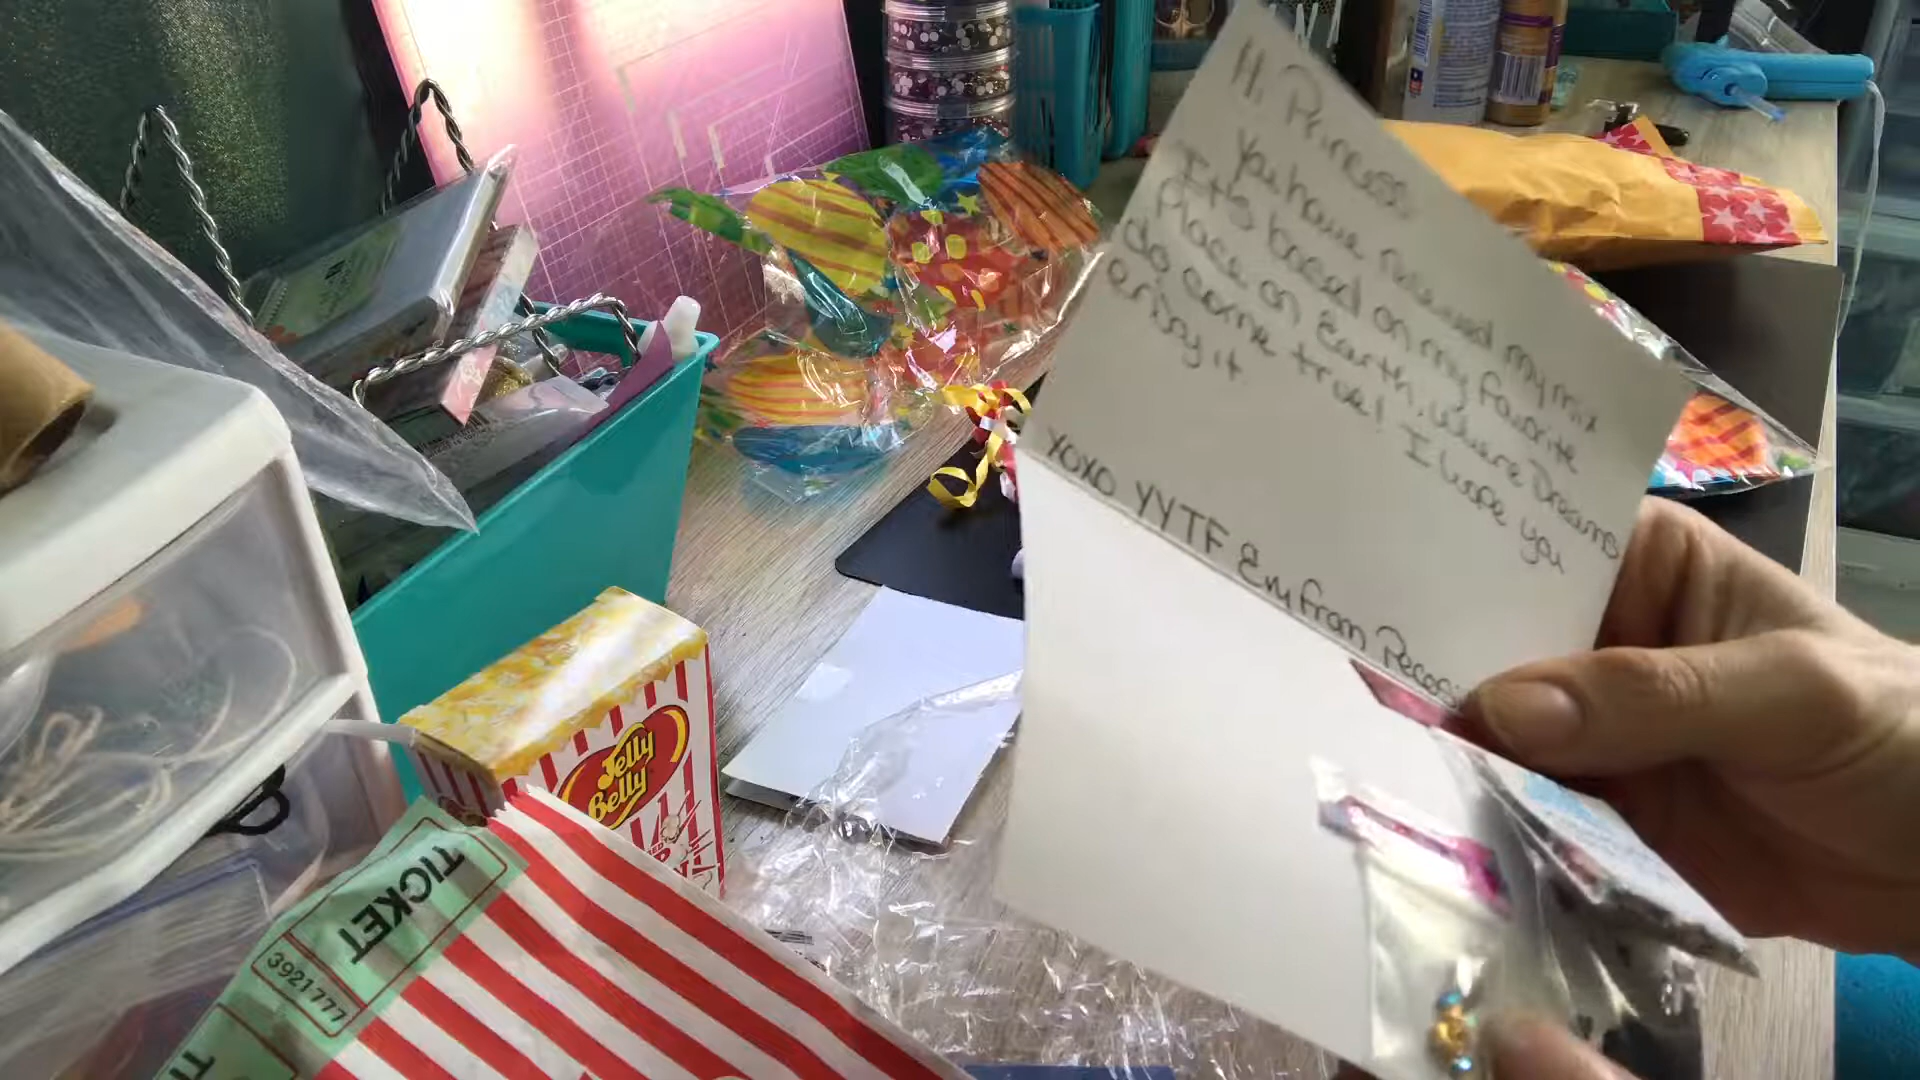 Hi Princess
You have received my mix
It's based on my favorite
Place on Earth, where Dreams
do come true! I hope you
enjoy it.
XOXO YYTF Em from
Jelly
Belly
TICKET
3921777